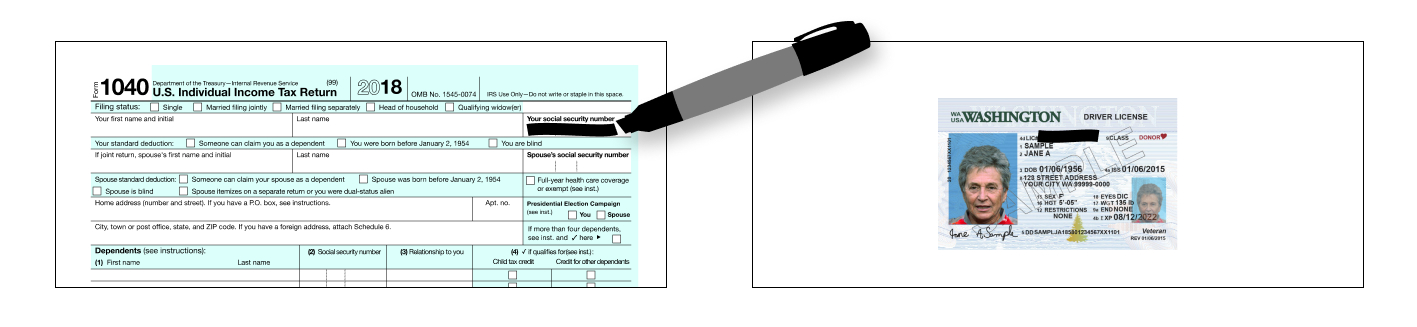 Form 1040 Department of the Treasury—Internal Revenue Service (99)
U.S. Individual Income Tax Return 2018 OMB No. 1545-0074 IRS Use Only—Do not write or staple in this space.
Filing status: Single Married filing jointly Married filing separately Head of household Qualifying widow(er)
Your first name and initial Last name Your social security number
Your standard deduction: Someone can claim you as a dependent You were born before January 2, 1954 You are blind
If joint return, spouse's first name and initial Last name Spouse's social security number
Spouse standard deduction: Someone can claim your spouse as a dependent Spouse was born before January 2, 1954 Full-year health care coverage
Spouse is blind Spouse itemizes on a separate return or you were dual-status alien or exempt (see inst.)
Home address (number and street). If you have a P.O. box, see instructions. Apt. no. Presidential Election Campaign
(see inst.) You Spouse
City, town or post office, state, and ZIP code. If you have a foreign address, attach Schedule 6. If more than four dependents,
see inst. and ✓ here ►
Dependents (see instructions): (2) Social security number (3) Relationship to you (4) ✓ if qualifies for(see inst.):
(1) First name Last name Child tax credit Credit for other dependents
WA USA WASHINGTON DRIVER LICENSE
4d LIC 9 CLASS DONOR
1 SAMPLE
2 JANE A
3 DOB 01/06/1956 4a ISS 01/06/2015
8 123 STREET ADDRESS
YOUR CITY WA 99999-0000
15 SEX F 18 EYES DIC
16 HGT 5'-05" 17 WGT 135 lb
12 RESTRICTIONS 9a END NONE
NONE 4b EXP 08/12/2022
Jane A Sample
5 DD SAMPLJA185801234567XX1101 Veteran
REV 01/06/2015
SAMPLE